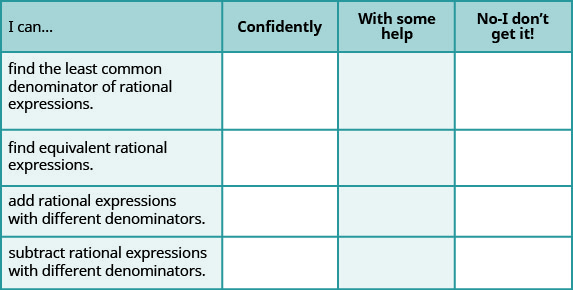 I can...
Confidently
With some
help
No-I don't
get it!
find the least common
denominator of rational
expressions.
find equivalent rational
expressions.
add rational expressions
with different denominators.
subtract rational expressions
with different denominators.